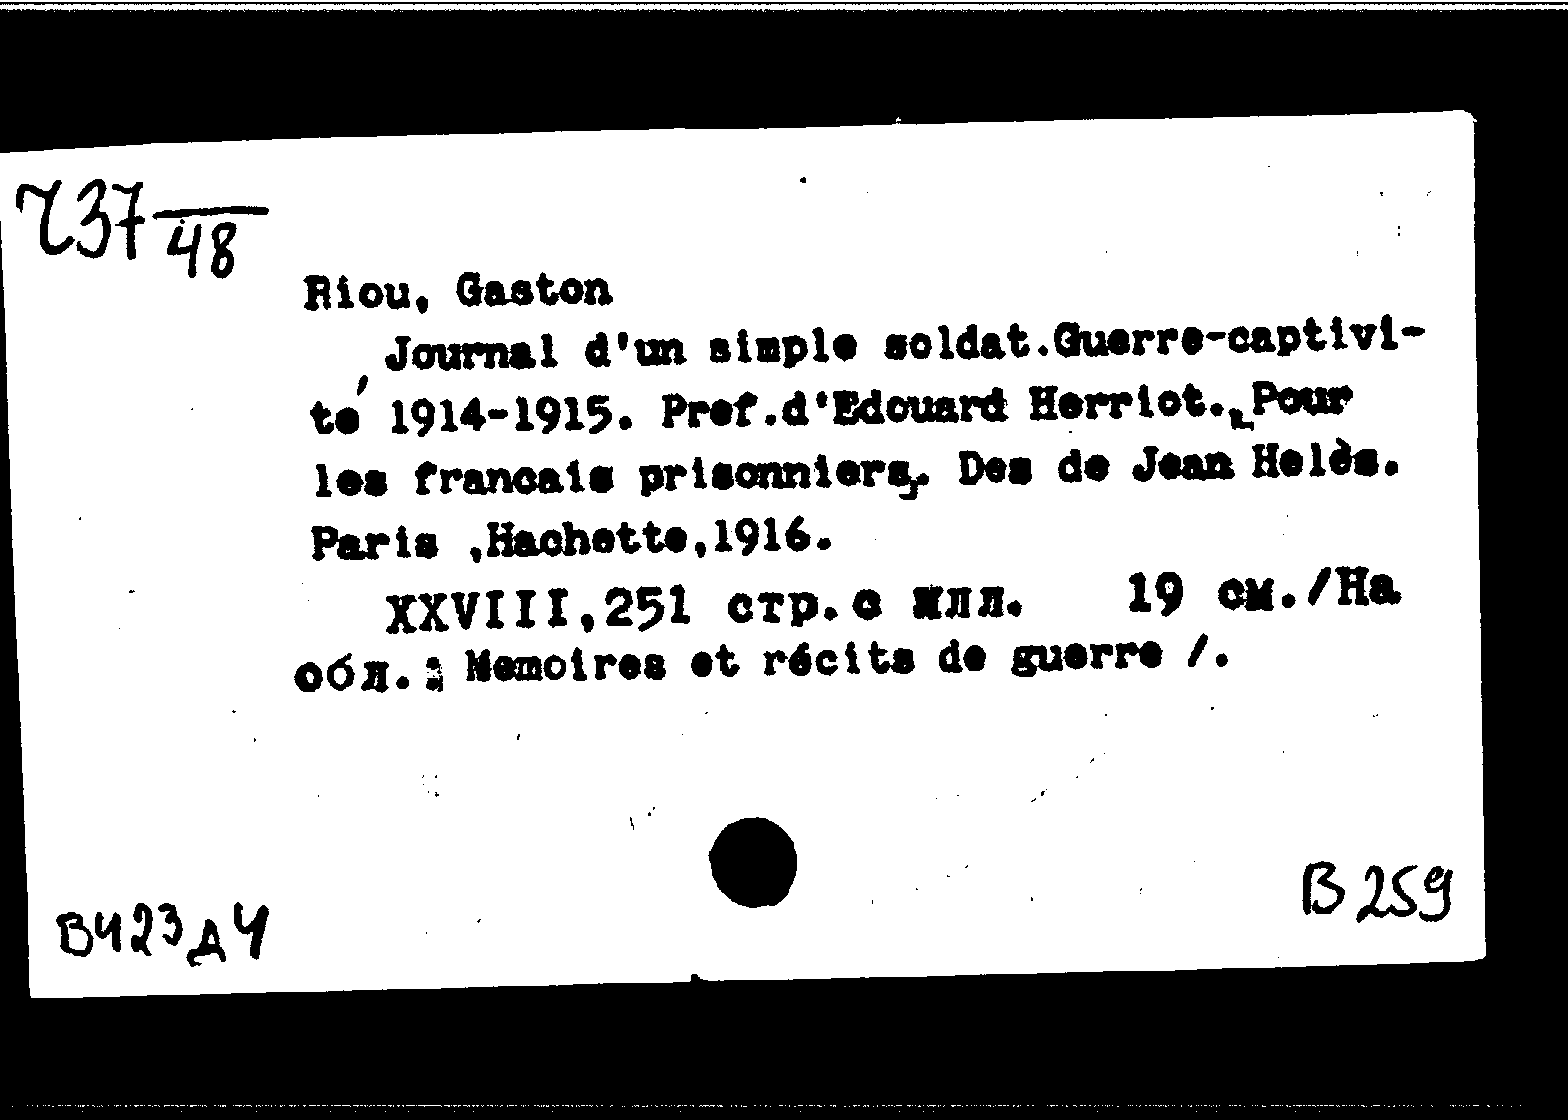 737/48
Riou, Gaston
Journal d'un simple soldat.Guerre-captivi-
té 1914-1915. Pref.d'Edouard Herriot. „Pour
les francais prisonniers„. Des de Jean Helès.
Paris ,Hachette,1916.
XXVIII,251 стр.с илл. 19 см./На
обл.: Memoires et récits de guerre /.
В 259
В423д4